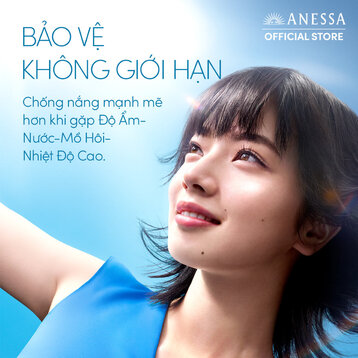 ANESSA
OFFICIAL STORE
BẢO VỆ
KHÔNG GIỚI HẠN
Chống nắng mạnh mẽ
hơn khi gặp Độ Ẩm-
Nước-Mồ Hôi-
Nhiệt Độ Cao.